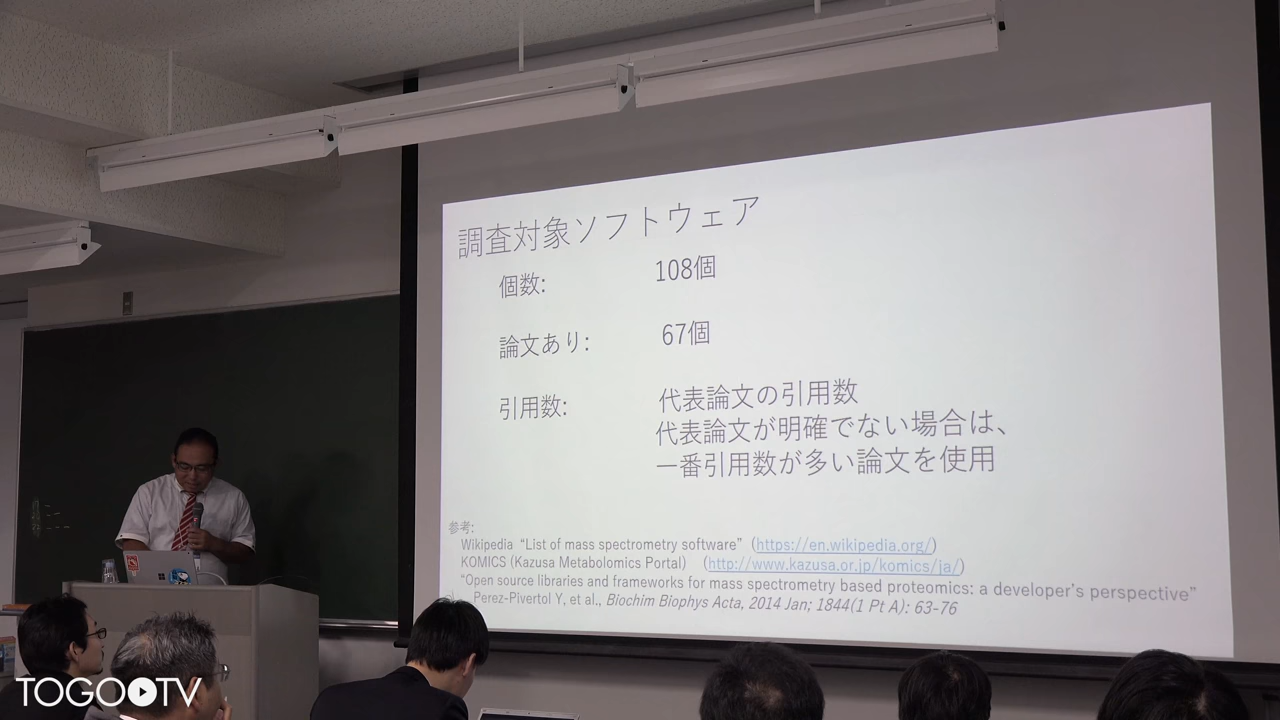 調査対象ソフトウェア
個数: 108個
論文あり: 67個
引用数: 代表論文の引用数
代表論文が明確でない場合は、
一番引用数が多い論文を使用
参考:
Wikipedia “List of mass spectrometry software” (https://en.wikipedia.org/)
KOMICS (Kazusa Metabolomics Portal) (http://www.kazusa.or.jp/komics/ja/)
“Open source libraries and frameworks for mass spectrometry based proteomics: a developer's perspective”
Perez-Pivertol Y, et al., Biochim Biophys Acta, 2014 Jan; 1844(1 Pt A): 63-76
TOGO TV